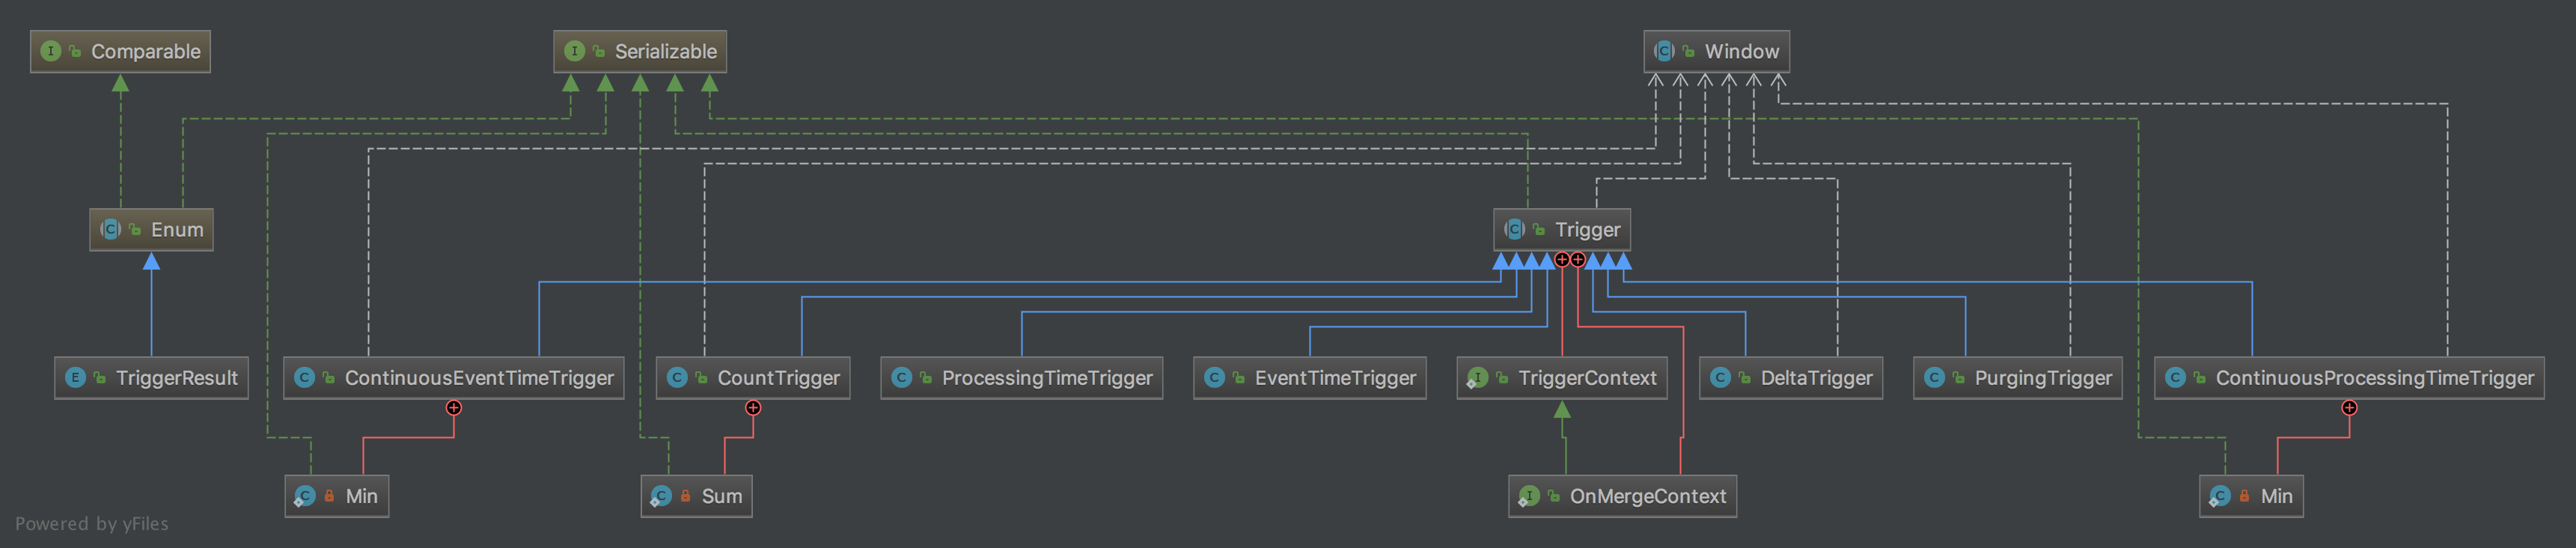 Comparable
Serializable
Window
Enum
Trigger
TriggerResult
ContinuousEventTimeTrigger
CountTrigger
ProcessingTimeTrigger
EventTimeTrigger
TriggerContext
DeltaTrigger
PurgingTrigger
ContinuousProcessingTimeTrigger
Min
Sum
OnMergeContext
Min
Powered by yFiles